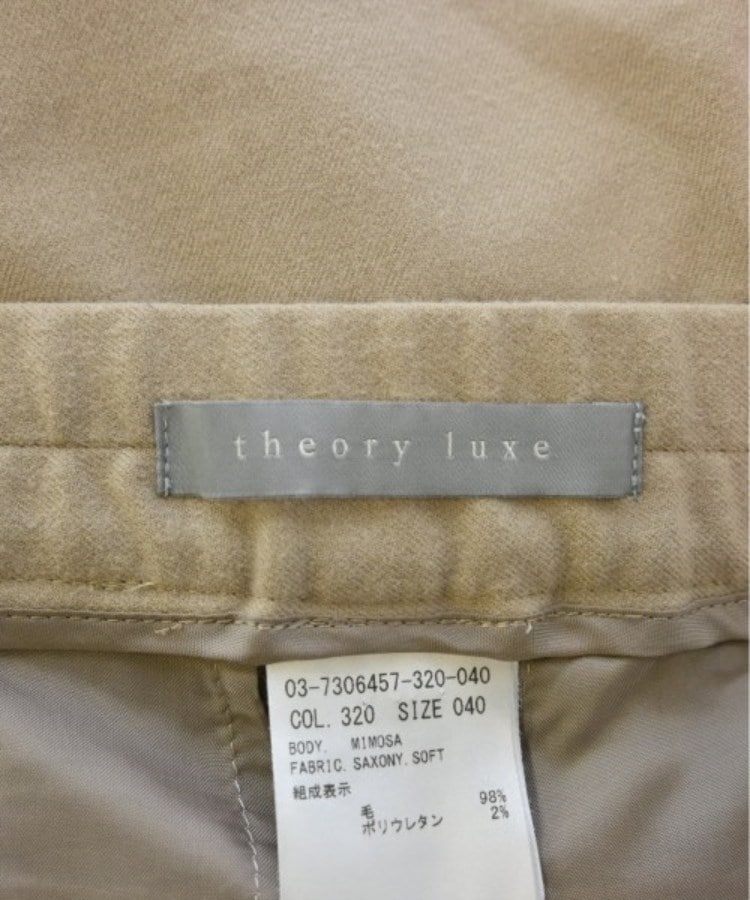 theory luxe
03-7306457-320-040
COL. 320 SIZE 040
BODY. MIMOSA
FABRIC. SAXONY.SOFT
組成表示
毛 98%
ポリウレタン 2%